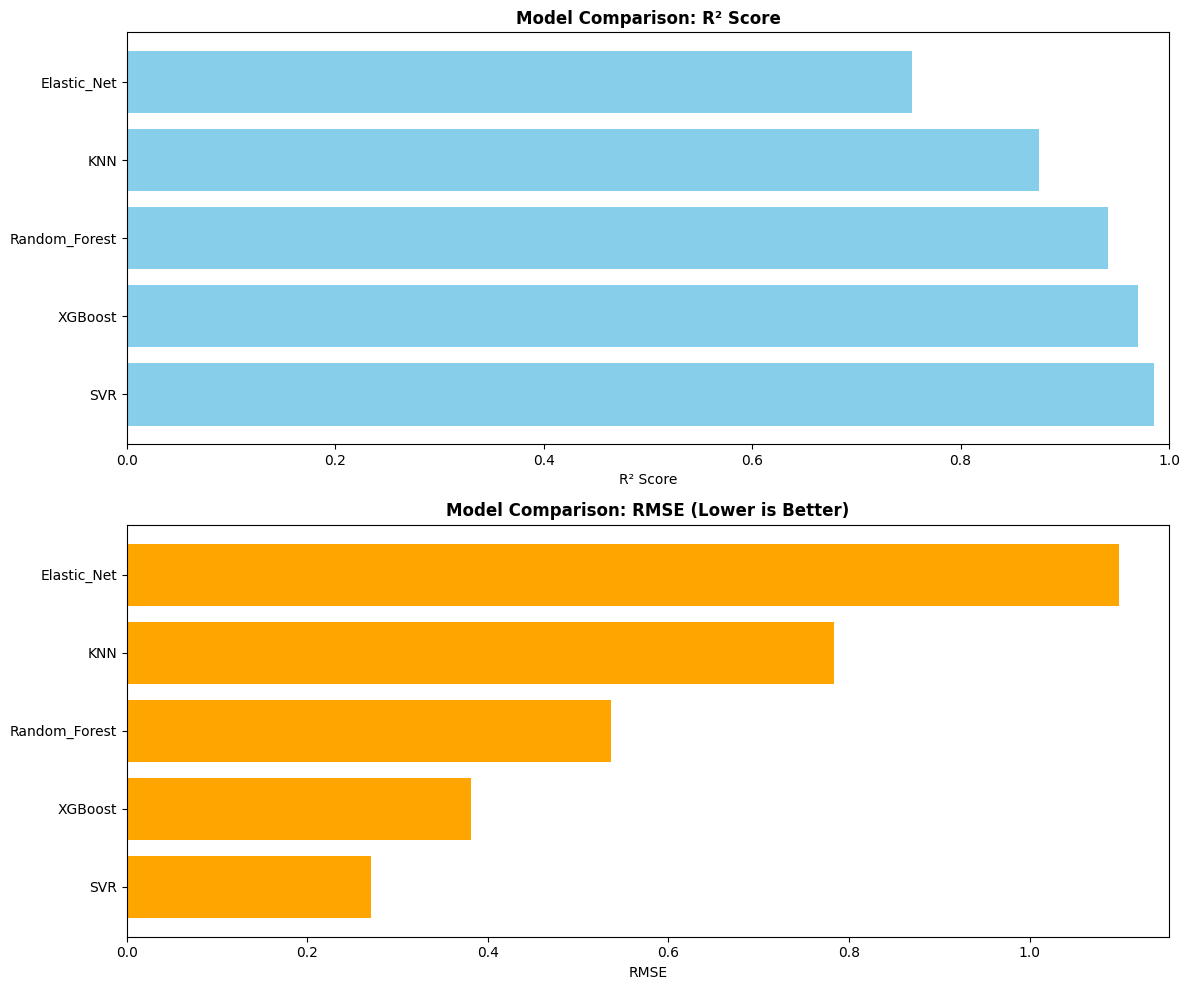 Model Comparison: R² Score
Elastic_Net
KNN
Random_Forest
XGBoost
SVR
0.0 0.2 0.4 0.6 0.8 1.0
R² Score
Model Comparison: RMSE (Lower is Better)
Elastic_Net
KNN
Random_Forest
XGBoost
SVR
0.0 0.2 0.4 0.6 0.8 1.0
RMSE